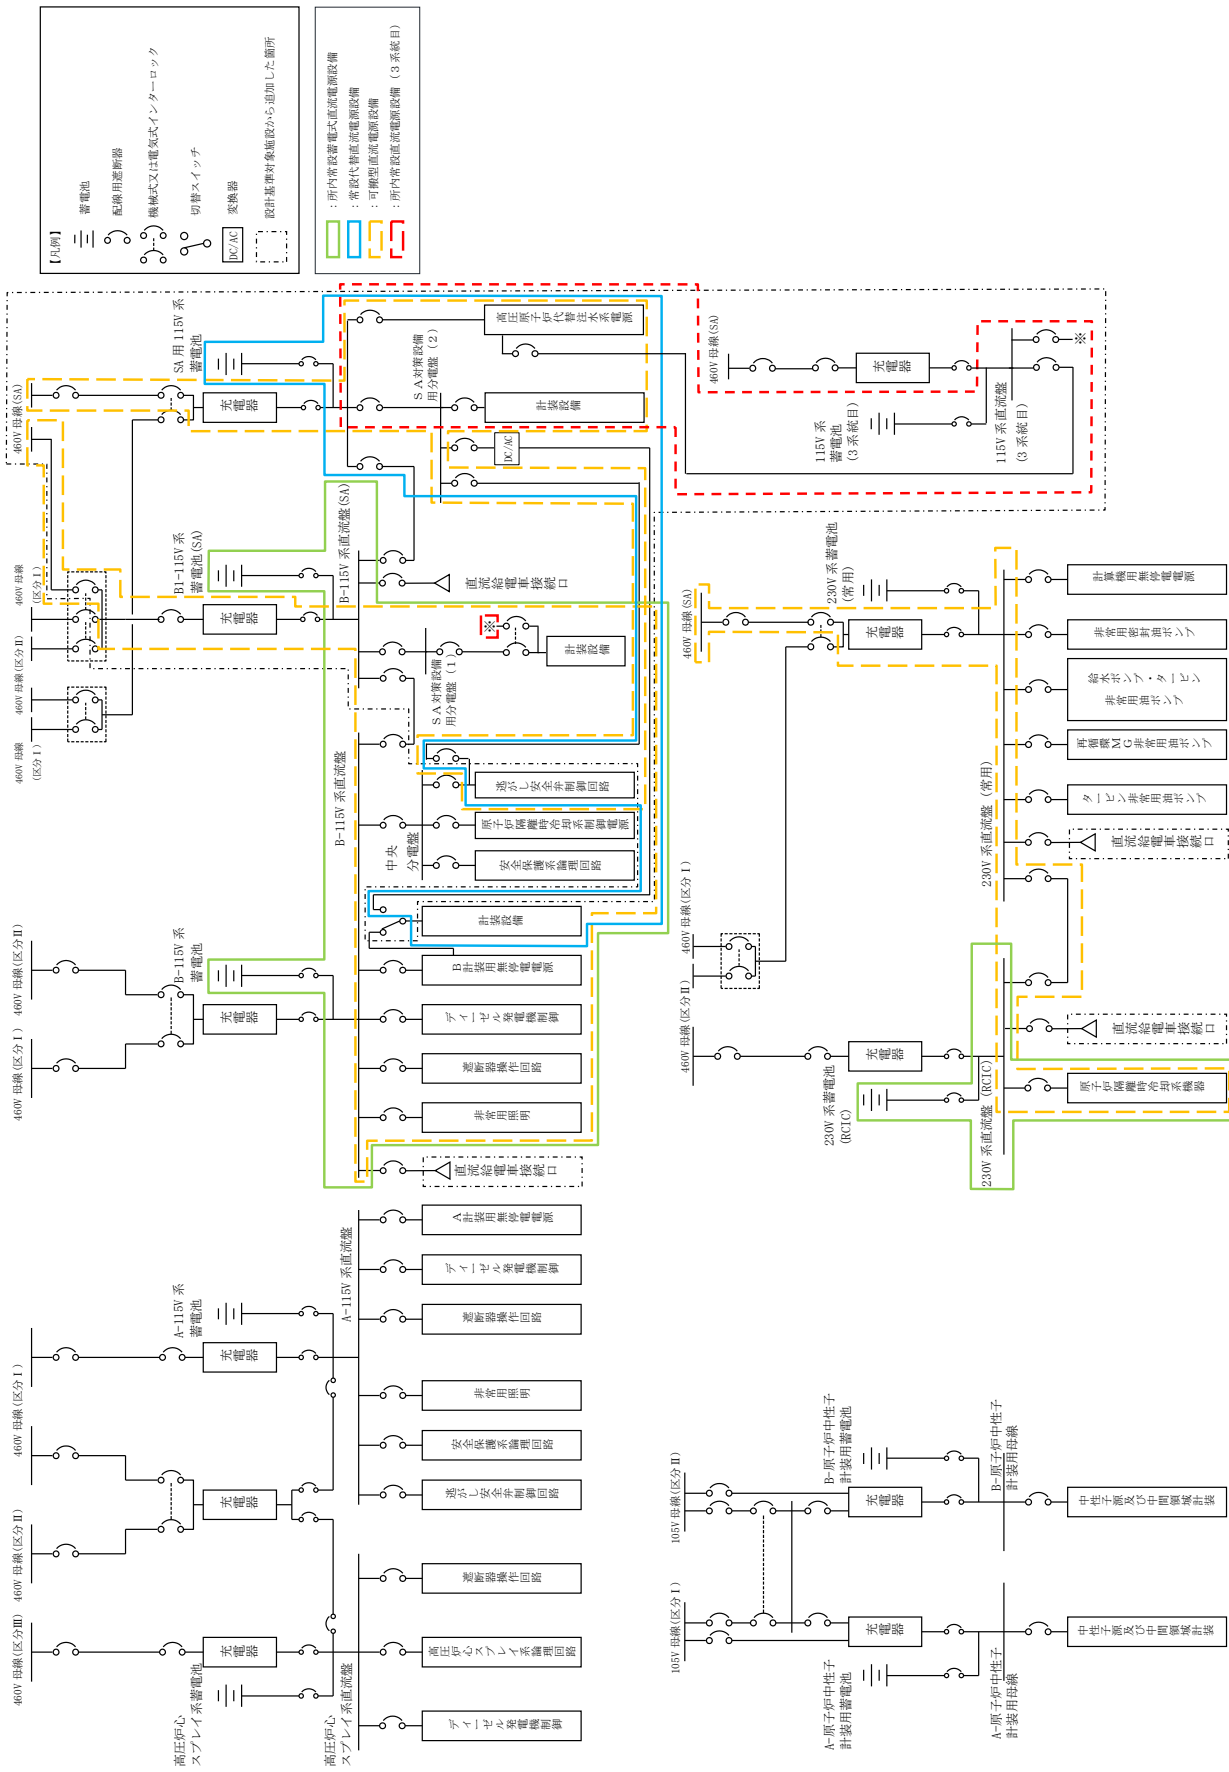 【凡例】
蓄電池
配線用遮断器
機械式又は電気式インターロック
切替スイッチ
DC/AC
変換器
設計基準対象施設から追加した箇所
：所内常設蓄電式直流電源設備
：常設代替直流電源設備
：可搬型直流電源設備
：所内常設直流電源設備（3系統目）
460V 母線(区分Ⅲ)
460V 母線(区分Ⅱ)
460V 母線(区分Ⅰ)
充電器
充電器
充電器
高圧炉心
スプレイ系蓄電池
A-115V 系
蓄電池
高圧炉心
スプレイ系直流盤
A-115V 系直流盤
ディーゼル発電機制御
高圧炉心スプレイ系論理回路
遮断器操作回路
逃がし安全弁制御回路
安全保護系論理回路
非常用照明
遮断器操作回路
ディーゼル発電機制御
A計装用無停電電源
460V 母線(区分Ⅰ)
460V 母線(区分Ⅱ)
充電器
B-115V 系
蓄電池
B-115V 系直流盤
直流給電車接続口
非常用照明
遮断器操作回路
ディーゼル発電機制御
B計装用無停電電源
計装設備
中央
分電盤
安全保護系論理回路
原子炉隔離時冷却系制御電源
逃がし安全弁制御回路
460V 母線
(区分Ⅰ)
460V 母線
460V 母線(区分Ⅱ)
460V 母線
(区分Ⅰ)
460V 母線(SA)
充電器
B1-115V 系
蓄電池(SA)
B-115V 系直流盤(SA)
ＳＡ対策設備
用分電盤（1）
※
計装設備
直流給電車接続口
充電器
SA 用 115V 系
蓄電池
ＳＡ対策設備
用分電盤（2）
DC/AC
計装設備
高圧原子炉代替注水系電源
460V 母線(SA)
充電器
115V 系
蓄電池
(3 系統目)
115V 系直流盤
(3 系統目)
※
460V 母線(区分Ⅱ)
460V 母線(区分Ⅰ)
充電器
230V 系蓄電池
(RCIC)
230V 系直流盤 (RCIC)
原子炉隔離時冷却系機器
直流給電車接続口
460V 母線(SA)
充電器
230V 系蓄電池
(常用)
230V 系直流盤 (常用)
直流給電車接続口
タービン非常用油ポンプ
再循環MG非常用油ポンプ
給水ポンプ・タービン
非常用油ポンプ
非常用密封油ポンプ
計算機用無停電電源
105V 母線(区分Ⅰ)
105V 母線(区分Ⅱ)
充電器
充電器
A-原子炉中性子
計装用蓄電池
B-原子炉中性子
計装用蓄電池
A-原子炉中性子
計装用母線
B-原子炉中性子
計装用母線
中性子源及び中間領域計装
中性子源及び中間領域計装